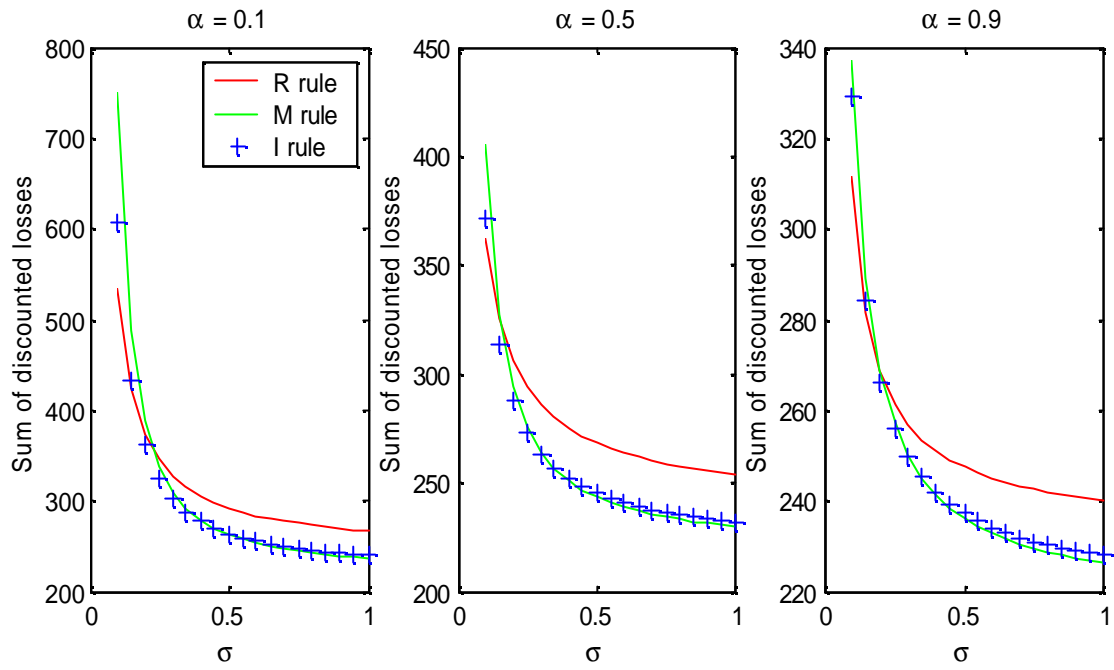 α = 0.1
800
700
600
500
400
300
200
0
0.5
1
σ
Sum of discounted losses
R rule
M rule
I rule
α = 0.5
450
400
350
300
250
200
0
0.5
1
σ
Sum of discounted losses
α = 0.9
340
320
300
280
260
240
220
0
0.5
1
σ
Sum of discounted losses